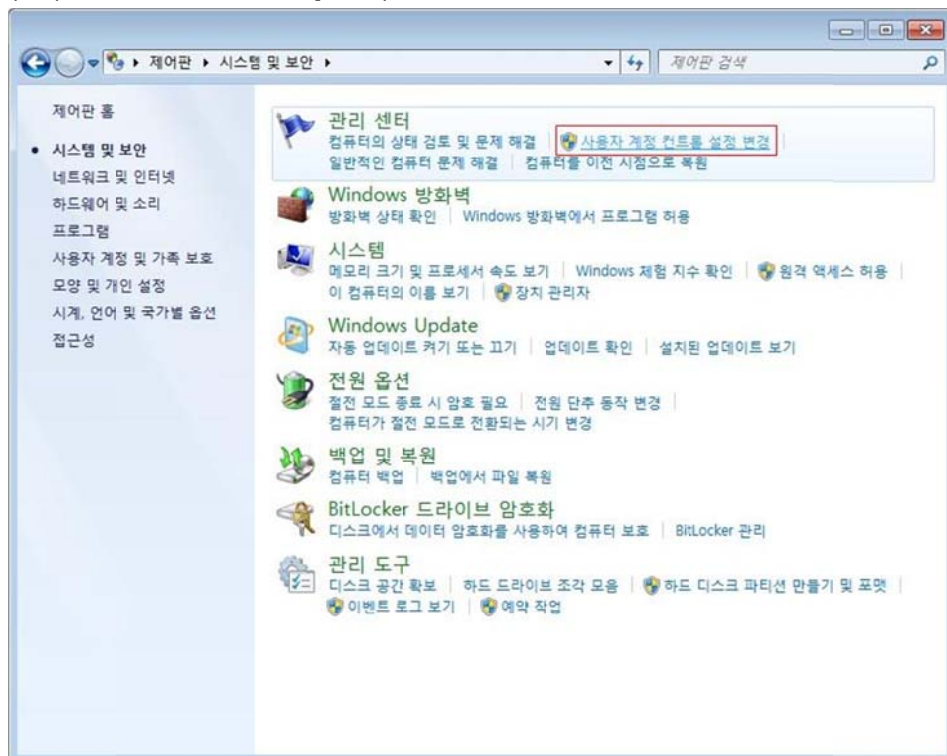 제어판 ▸ 시스템 및 보안 ▸
제어판 검색
제어판 홈
시스템 및 보안
네트워크 및 인터넷
하드웨어 및 소리
프로그램
사용자 계정 및 가족 보호
모양 및 개인 설정
시계, 언어 및 국가별 옵션
접근성
관리 센터
컴퓨터의 상태 검토 및 문제 해결 | 사용자 계정 컨트롤 설정 변경 |
일반적인 컴퓨터 문제 해결 | 컴퓨터를 이전 시점으로 복원
Windows 방화벽
방화벽 상태 확인 | Windows 방화벽에서 프로그램 허용
시스템
메모리 크기 및 프로세서 속도 보기 | Windows 체험 지수 확인 | 원격 액세스 허용 |
이 컴퓨터의 이름 보기 | 장치 관리자
Windows Update
자동 업데이트 켜기 또는 끄기 | 업데이트 확인 | 설치된 업데이트 보기
전원 옵션
절전 모드 종료 시 암호 필요 | 전원 단추 동작 변경 |
컴퓨터가 절전 모드로 전환되는 시기 변경
백업 및 복원
컴퓨터 백업 | 백업에서 파일 복원
BitLocker 드라이브 암호화
디스크에서 데이터 암호화를 사용하여 컴퓨터 보호 | BitLocker 관리
관리 도구
디스크 공간 확보 | 하드 드라이브 조각 모음 | 하드 디스크 파티션 만들기 및 포맷 |
이벤트 로그 보기 | 예약 작업